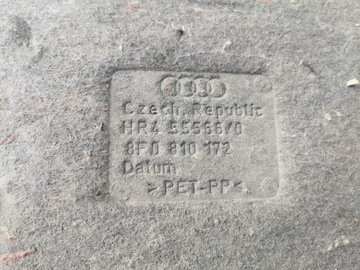 Czech. Republic
HR4 55566/0
8F0 810 172
Datum
>PET-PP<